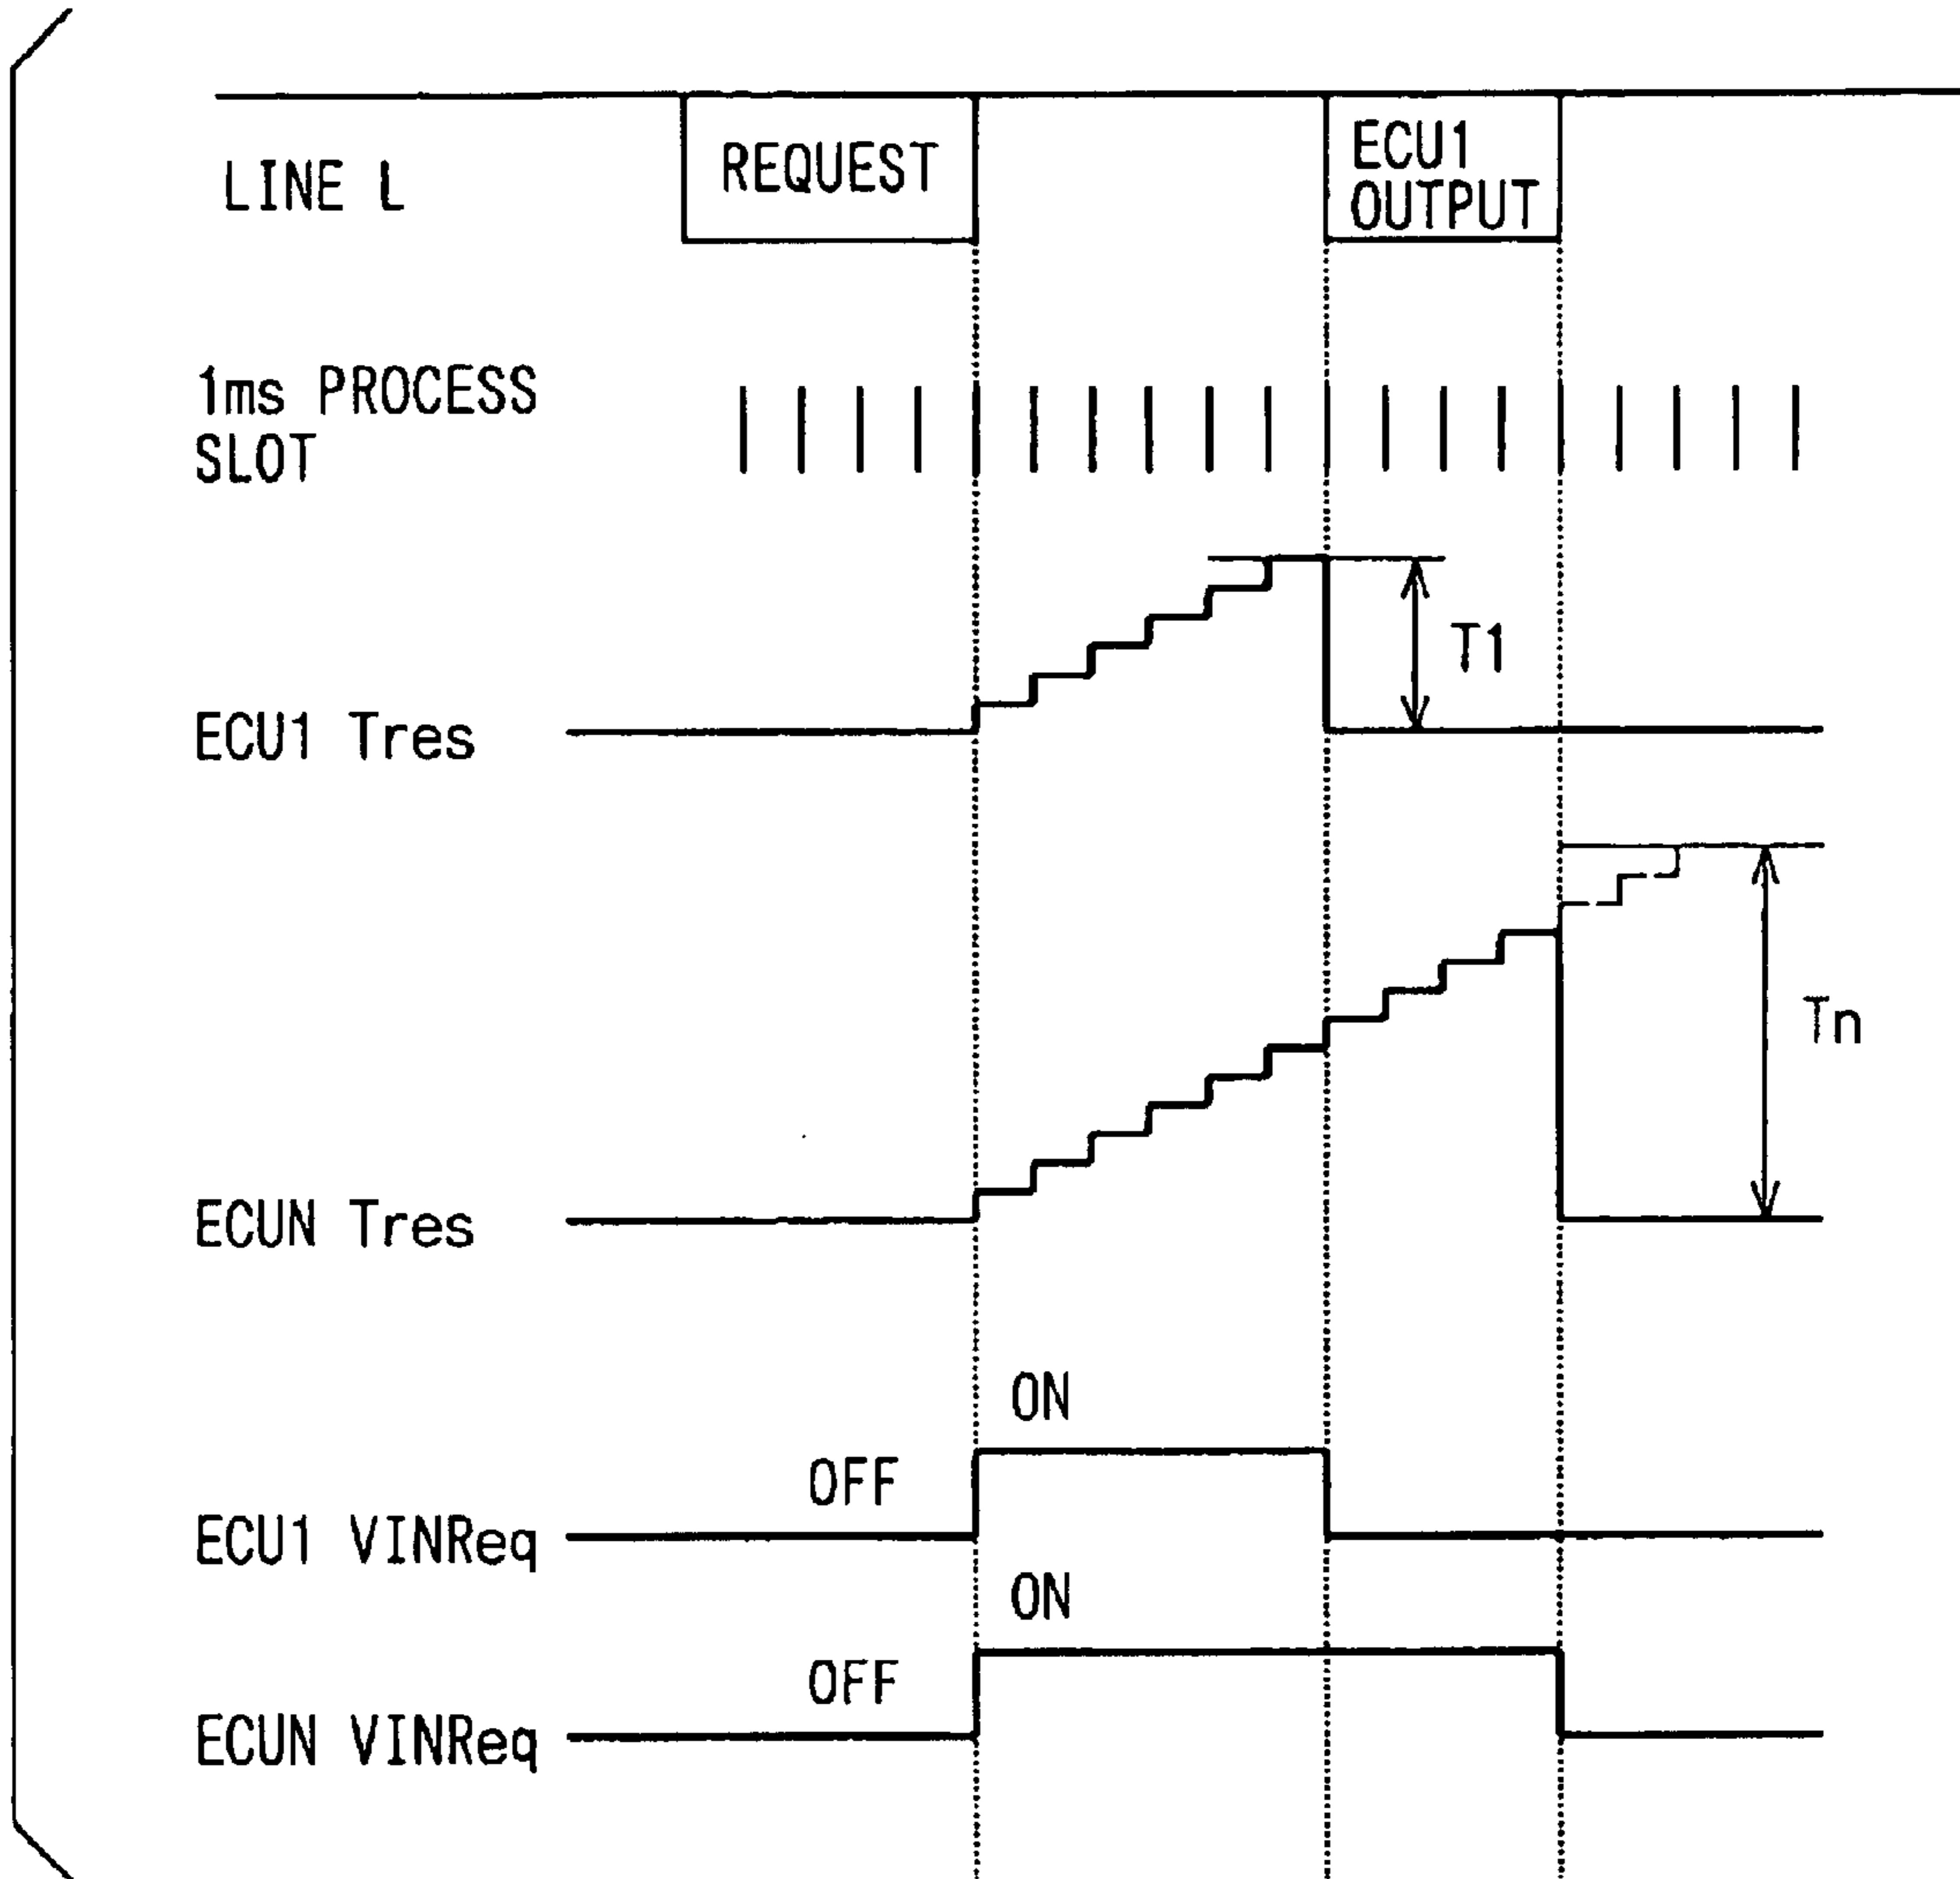 LINE L
REQUEST
ECU1
OUTPUT
1ms PROCESS
SLOT
T1
ECU1 Tres
Tn
ECUN Tres
ON
OFF
ECU1 VINReq
ON
OFF
ECUN VINReq